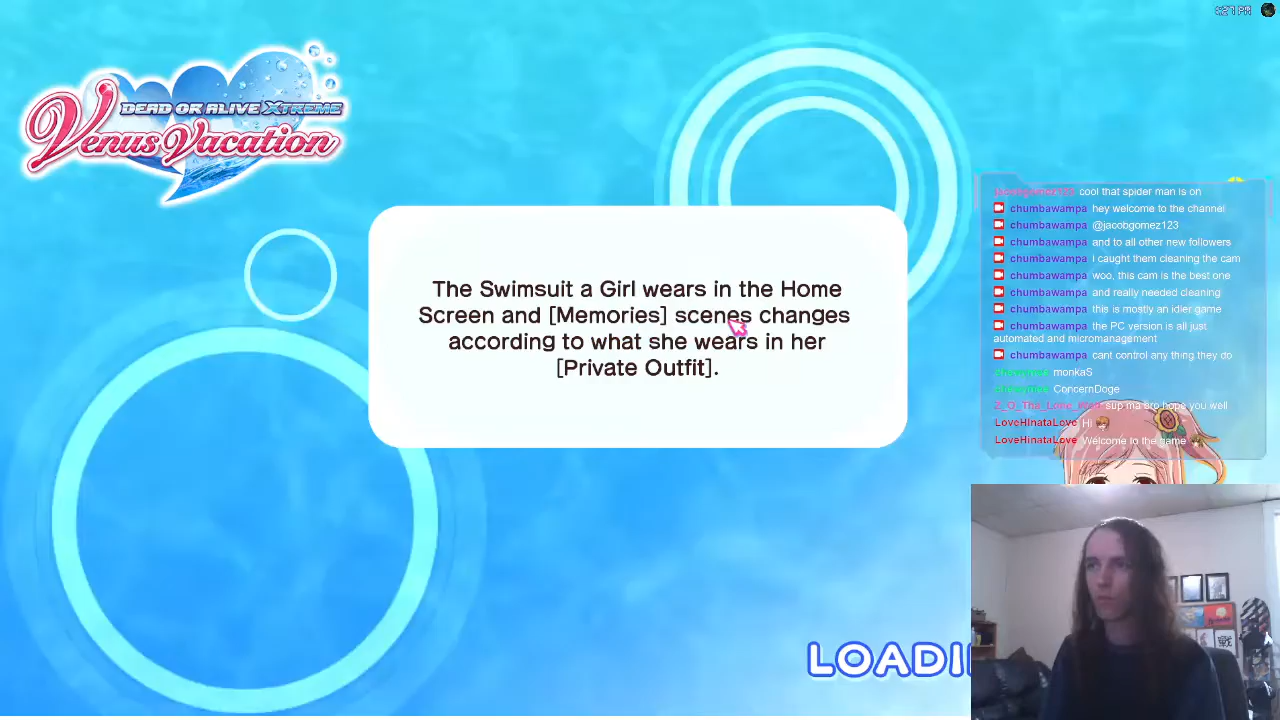 DEAD OR ALIVE XTREME
Venus Vacation
The Swimsuit a Girl wears in the Home
Screen and [Memories] scenes changes
according to what she wears in her
[Private Outfit].
LOADI
jacobgomez123 cool that spider man is on
chumbawampa hey welcome to the channel
chumbawampa @jacobgomez123
chumbawampa and to all other new followers
chumbawampa i caught them cleaning the cam
chumbawampa woo, this cam is the best one
chumbawampa and really needed cleaning
chumbawampa this is mostly an idler game
chumbawampa the PC version is all just
automated and micromanagement
chumbawampa cant control any thing they do
monkaS
ConcernDoge
sup ma bro hope you well
LoveHInataLove Hi
LoveHInataLove Welcome to the game